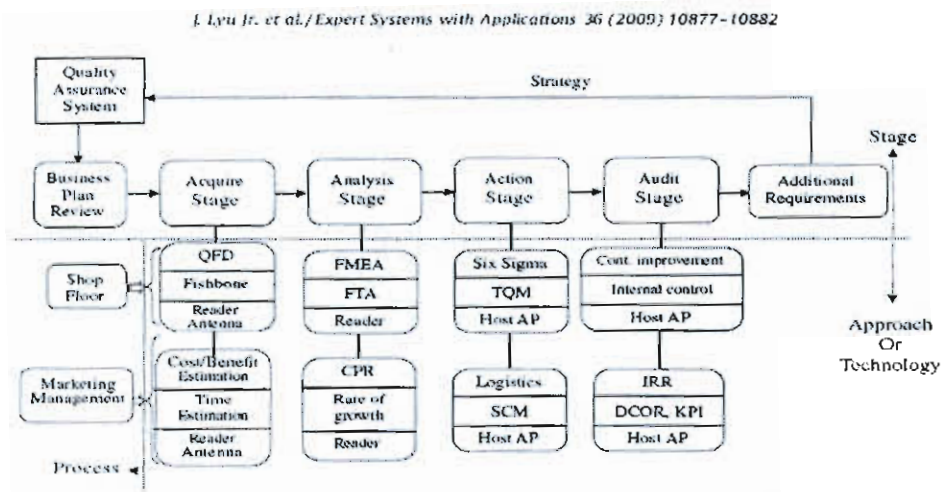 J. Lyu Jr. et al./Expert Systems with Applications 36 (2009) 10877–10882
Quality
Assurance
System
Strategy
Stage
Business
Plan
Review
Acquire
Stage
Analysis
Stage
Action
Stage
Audit
Stage
Additional
Requirements
Shop
Floor
QFD
Fishbone
Reader
Antenna
FMEA
FTA
Reader
Six Sigma
TQM
Host AP
Cont. improvement
Internal control
Host AP
Approach
Or
Technology
Marketing
Management
Cost/Benefit
Estimation
Time
Estimation
Reader
Antenna
CPR
Rate of
growth
Reader
Logistics
SCM
Host AP
IRR
DCOR, KPI
Host AP
Process